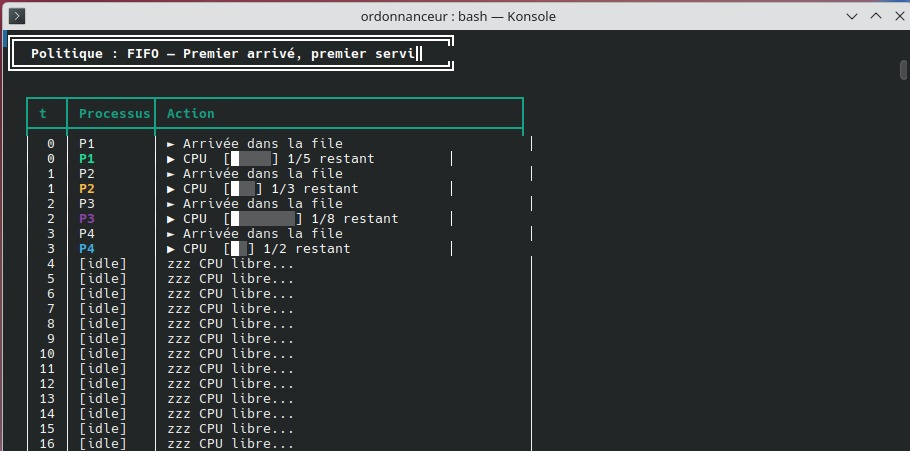 ordonnanceur : bash — Konsole
Politique : FIFO — Premier arrivé, premier servi
t Processus Action
0 P1 ► Arrivée dans la file
0 P1 ▶ CPU [█░░░░] 1/5 restant
1 P2 ► Arrivée dans la file
1 P2 ▶ CPU [█░░] 1/3 restant
2 P3 ► Arrivée dans la file
2 P3 ▶ CPU [█░░░░░░░] 1/8 restant
3 P4 ► Arrivée dans la file
3 P4 ▶ CPU [█░] 1/2 restant
4 [idle] zzz CPU libre...
5 [idle] zzz CPU libre...
6 [idle] zzz CPU libre...
7 [idle] zzz CPU libre...
8 [idle] zzz CPU libre...
9 [idle] zzz CPU libre...
10 [idle] zzz CPU libre...
11 [idle] zzz CPU libre...
12 [idle] zzz CPU libre...
13 [idle] zzz CPU libre...
14 [idle] zzz CPU libre...
15 [idle] zzz CPU libre...
16 [idle] zzz CPU libre...